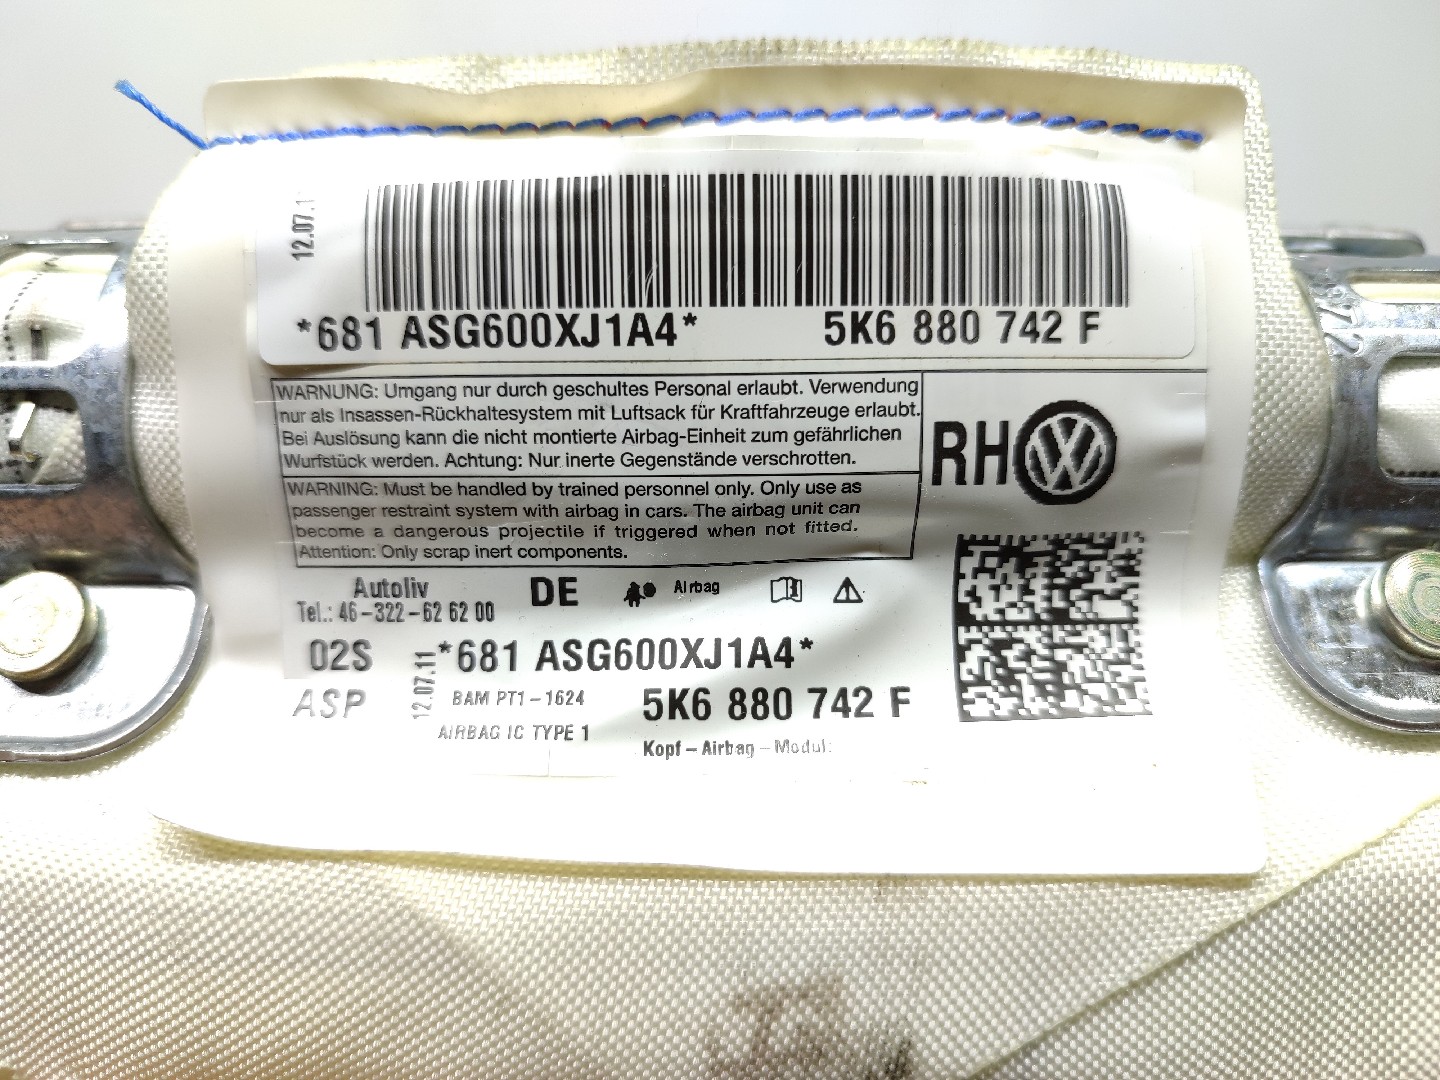 12.07.1
*681 ASG600XJ1A4* 5K6 880 742 F
WARNUNG: Umgang nur durch geschultes Personal erlaubt. Verwendung
nur als Insassen-Rückhaltesystem mit Luftsack für Kraftfahrzeuge erlaubt.
Bei Auslösung kann die nicht montierte Airbag-Einheit zum gefährlichen
Wurfstück werden. Achtung: Nur inerte Gegenstände verschrotten.
RH
WARNING: Must be handled by trained personnel only. Only use as
passenger restraint system with airbag in cars. The airbag unit can
become a dangerous projectile if triggered when not fitted.
Attention: Only scrap inert components.
Autoliv DE Airbag
Tel.: 46-322-62 62 00
02S 12.07.11 *681 ASG600XJ1A4*
ASP BAM PT1-1624 5K6 880 742 F
AIRBAG IC TYPE 1
Kopf-Airbag-Modul: